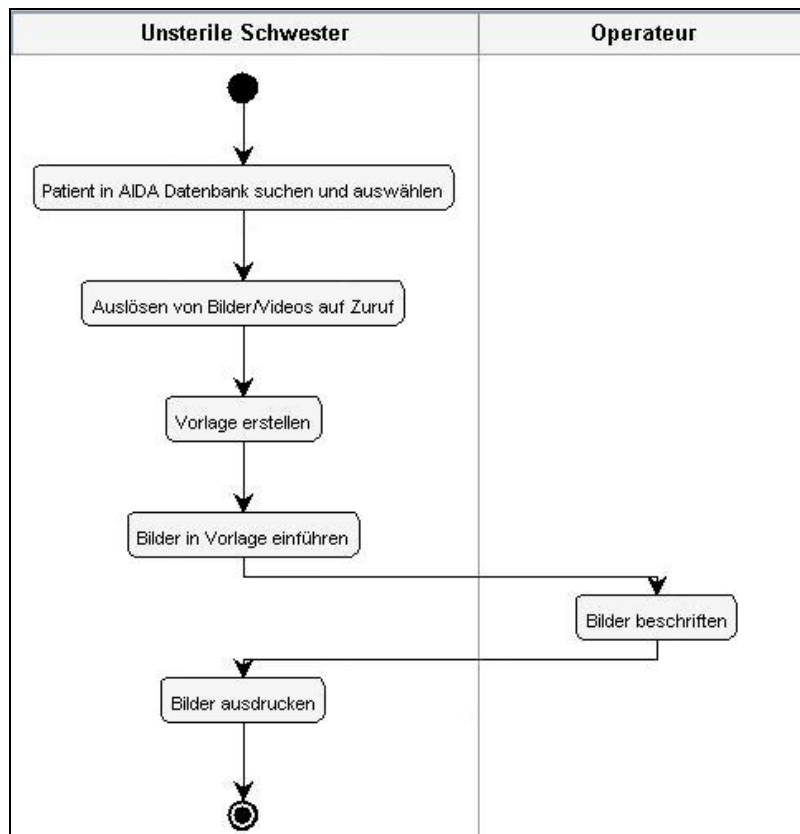 Unsterile Schwester
Operateur
Patient in AIDA Datenbank suchen und auswählen
Auslösen von Bilder/Videos auf Zuruf
Vorlage erstellen
Bilder in Vorlage einführen
Bilder beschriften
Bilder ausdrucken